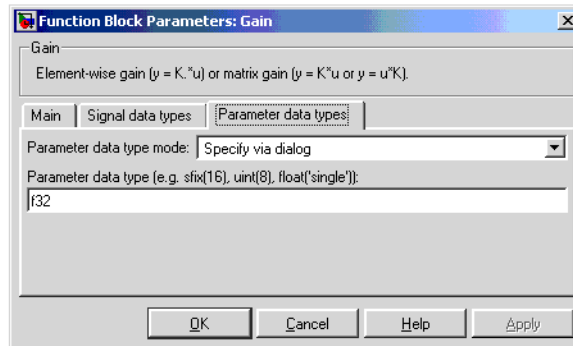 Function Block Parameters: Gain
Gain
Element-wise gain (y = K.*u) or matrix gain (y = K*u or y = u*K).
Main Signal data types Parameter data types
Parameter data type mode: Specify via dialog
Parameter data type (e.g. sfix(16), uint(8), float('single')):
f32
OK Cancel Help Apply